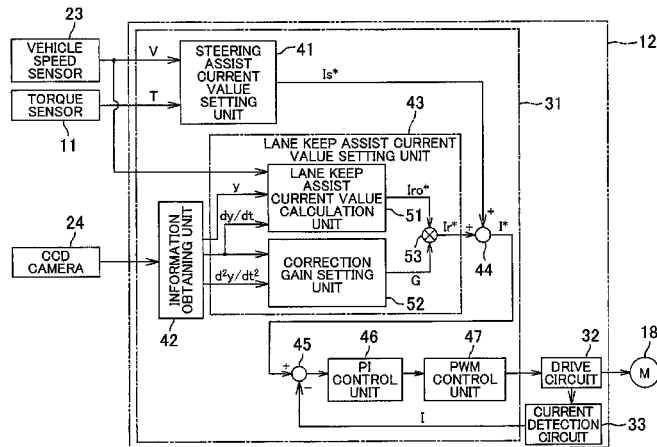 23
VEHICLE
SPEED
SENSOR
V
STEERING
ASSIST
CURRENT
VALUE
SETTING
UNIT
41
Is*
12
TORQUE
SENSOR
11
T
31
43
LANE KEEP ASSIST CURRENT
VALUE SETTING UNIT
LANE KEEP
ASSIST
CURRENT VALUE
CALCULATION
UNIT
51
Iro*
y
dy/dt
24
CCD
CAMERA
INFORMATION
OBTAINING UNIT
42
d²y/dt²
CORRECTION
GAIN SETTING
UNIT
52
G
53
Ir*
+
+
I*
44
45
+
−
46
PI
CONTROL
UNIT
47
PWM
CONTROL
UNIT
32
DRIVE
CIRCUIT
18
M
I
CURRENT
DETECTION
CIRCUIT
33